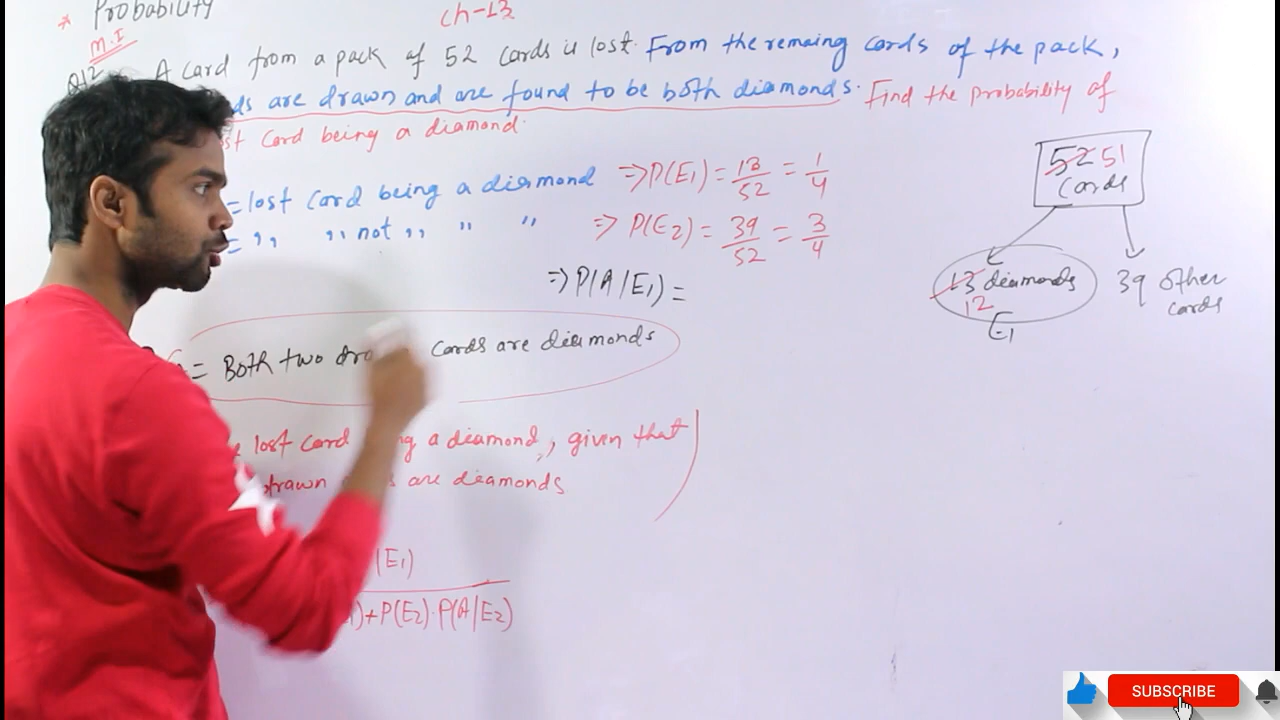 * Probability
ch-13
M.I
Q12 A card from a pack of 52 cards is lost. From the remaing cards of the pack,
ds are drawn and are found to be both diamonds. Find the probability of
st card being a diamond.
= lost card being a diamond => P(E1) = 13/52 = 1/4
= ,, ,, not ,, ,, ,, => P(E2) = 39/52 = 3/4
=> P(A/E1) =
= Both two dra cards are diamonds
lost card ng a diamond,, given that
drawn are diamonds
(E1)
)+P(E2).P(A/E2)
52 51
cards
13 diamonds 39 other
12 cards
E1
SUBSCRIBE